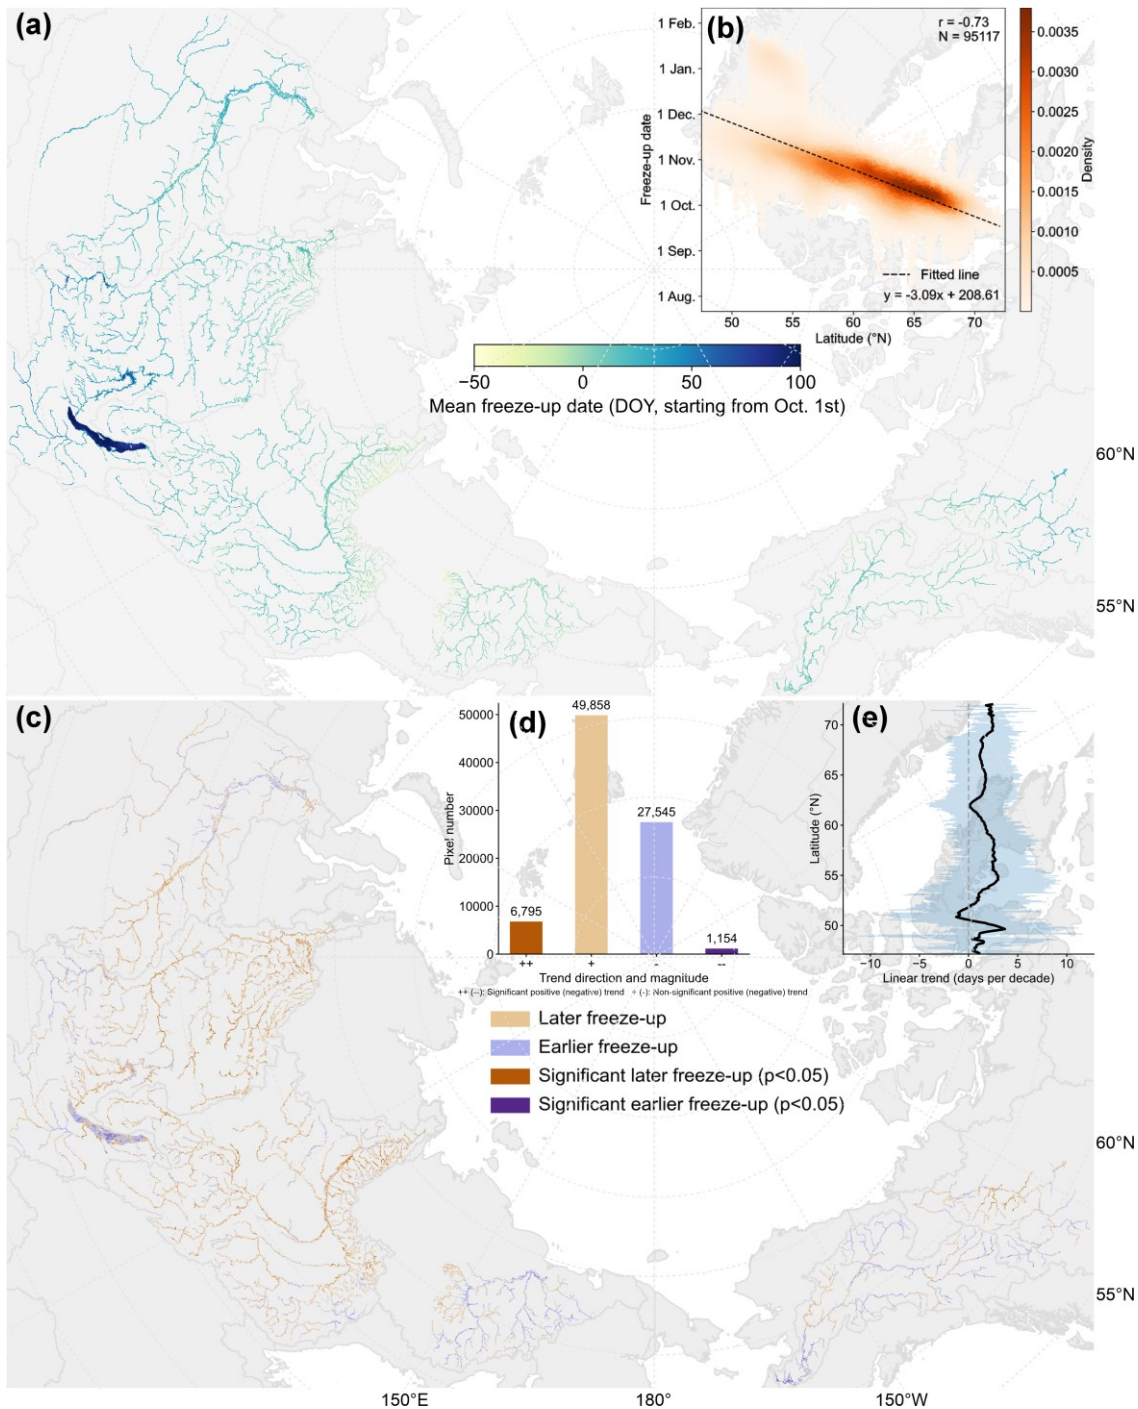 (a)
(b)
r = -0.73
N = 95117
1 Feb.
1 Jan.
1 Dec.
1 Nov.
1 Oct.
1 Sep.
1 Aug.
Freeze-up date
Fitted line
y = -3.09x + 208.61
50 55 60 65 70
Latitude (°N)
0.0035
0.0030
0.0025
0.0020
0.0015
0.0010
0.0005
Density
−50 0 50 100
Mean freeze-up date (DOY, starting from Oct. 1st)
60°N
55°N
(c)
(d)
50000
40000
30000
20000
10000
0
Pixel number
6,795
49,858
27,545
1,154
++ + - --
Trend direction and magnitude
++ (--): Significant positive (negative) trend + (-): Non-significant positive (negative) trend
Later freeze-up
Earlier freeze-up
Significant later freeze-up (p<0.05)
Significant earlier freeze-up (p<0.05)
(e)
70
65
60
55
50
Latitude (°N)
−10 −5 0 5 10
Linear trend (days per decade)
60°N
55°N
150°E 180° 150°W